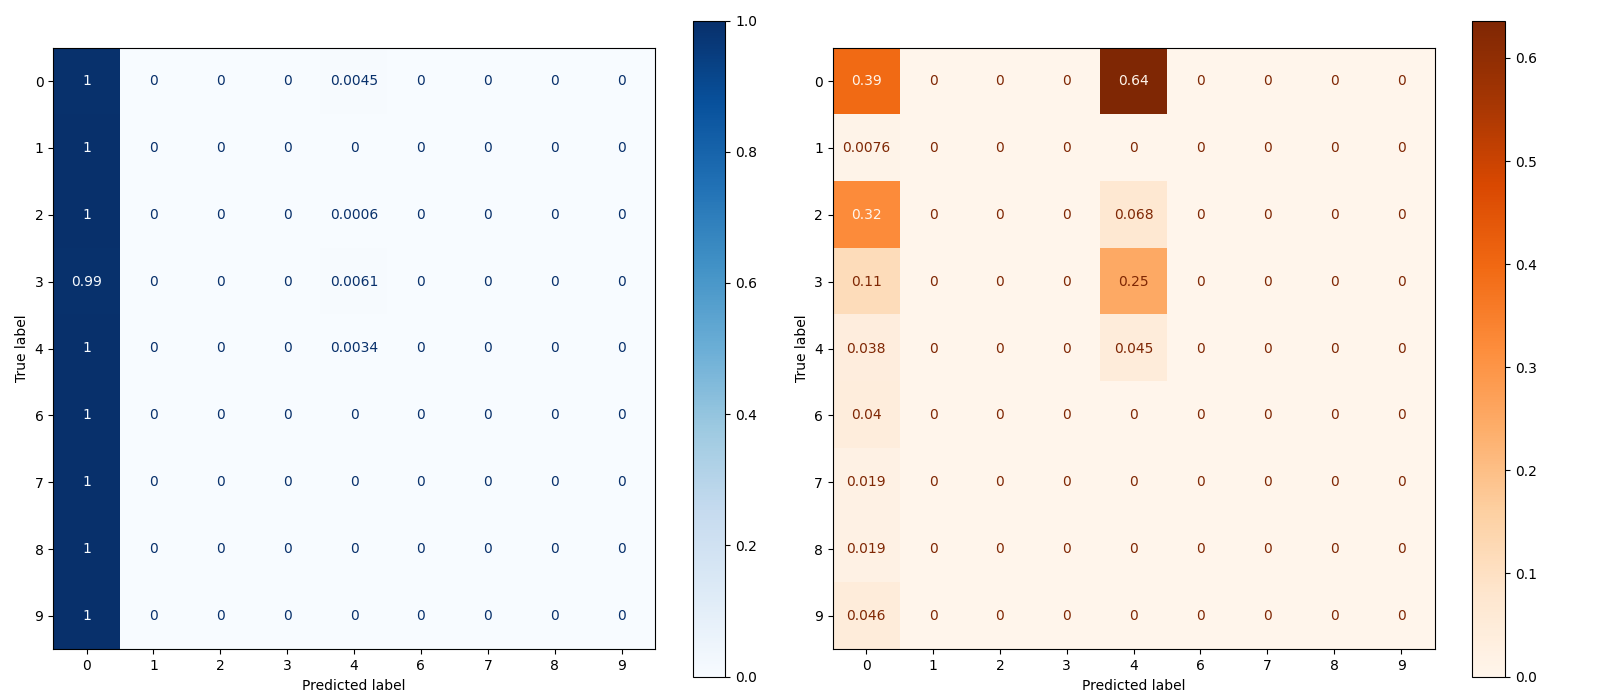 0 1 0 0 0 0.0045 0 0 0 0
1 1 0 0 0 0 0 0 0 0
2 1 0 0 0 0.0006 0 0 0 0
3 0.99 0 0 0 0.0061 0 0 0 0
4 1 0 0 0 0.0034 0 0 0 0
6 1 0 0 0 0 0 0 0 0
7 1 0 0 0 0 0 0 0 0
8 1 0 0 0 0 0 0 0 0
9 1 0 0 0 0 0 0 0 0
0 1 2 3 4 6 7 8 9
True label
Predicted label
1.0
0.8
0.6
0.4
0.2
0.0
0 0.39 0 0 0 0.64 0 0 0 0
1 0.0076 0 0 0 0 0 0 0 0
2 0.32 0 0 0 0.068 0 0 0 0
3 0.11 0 0 0 0.25 0 0 0 0
4 0.038 0 0 0 0.045 0 0 0 0
6 0.04 0 0 0 0 0 0 0 0
7 0.019 0 0 0 0 0 0 0 0
8 0.019 0 0 0 0 0 0 0 0
9 0.046 0 0 0 0 0 0 0 0
0 1 2 3 4 6 7 8 9
True label
Predicted label
0.6
0.5
0.4
0.3
0.2
0.1
0.0